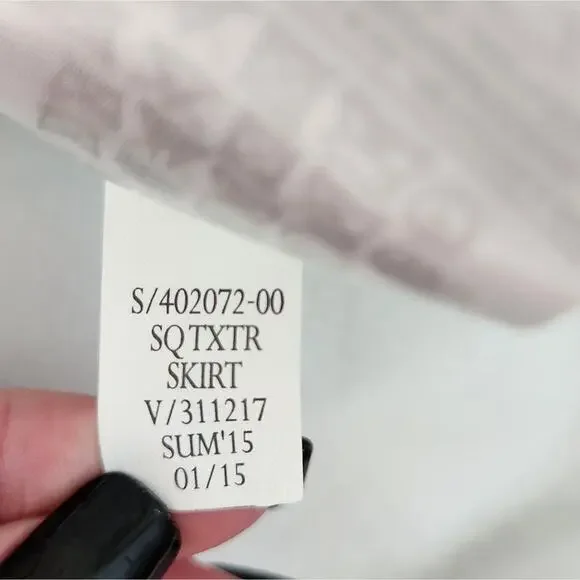 S/402072-00
SQ TXTR
SKIRT
V/311217
SUM'15
01/15